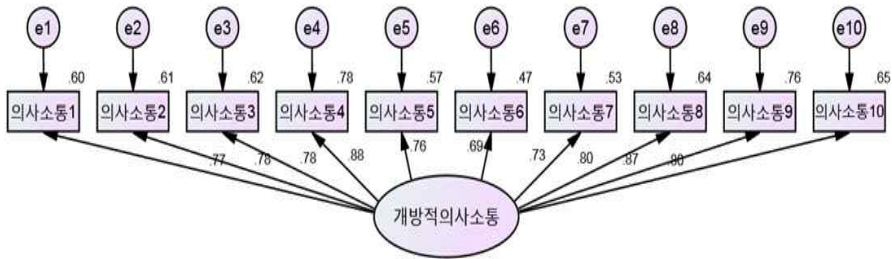 e1 e2 e3 e4 e5 e6 e7 e8 e9 e10
.60 .61 .62 .78 .57 .47 .53 .64 .76 .65
의사소통1 의사소통2 의사소통3 의사소통4 의사소통5 의사소통6 의사소통7 의사소통8 의사소통9 의사소통10
.77 .78 .78 .88 .76 .69 .73 .80 .87 .80
개방적의사소통